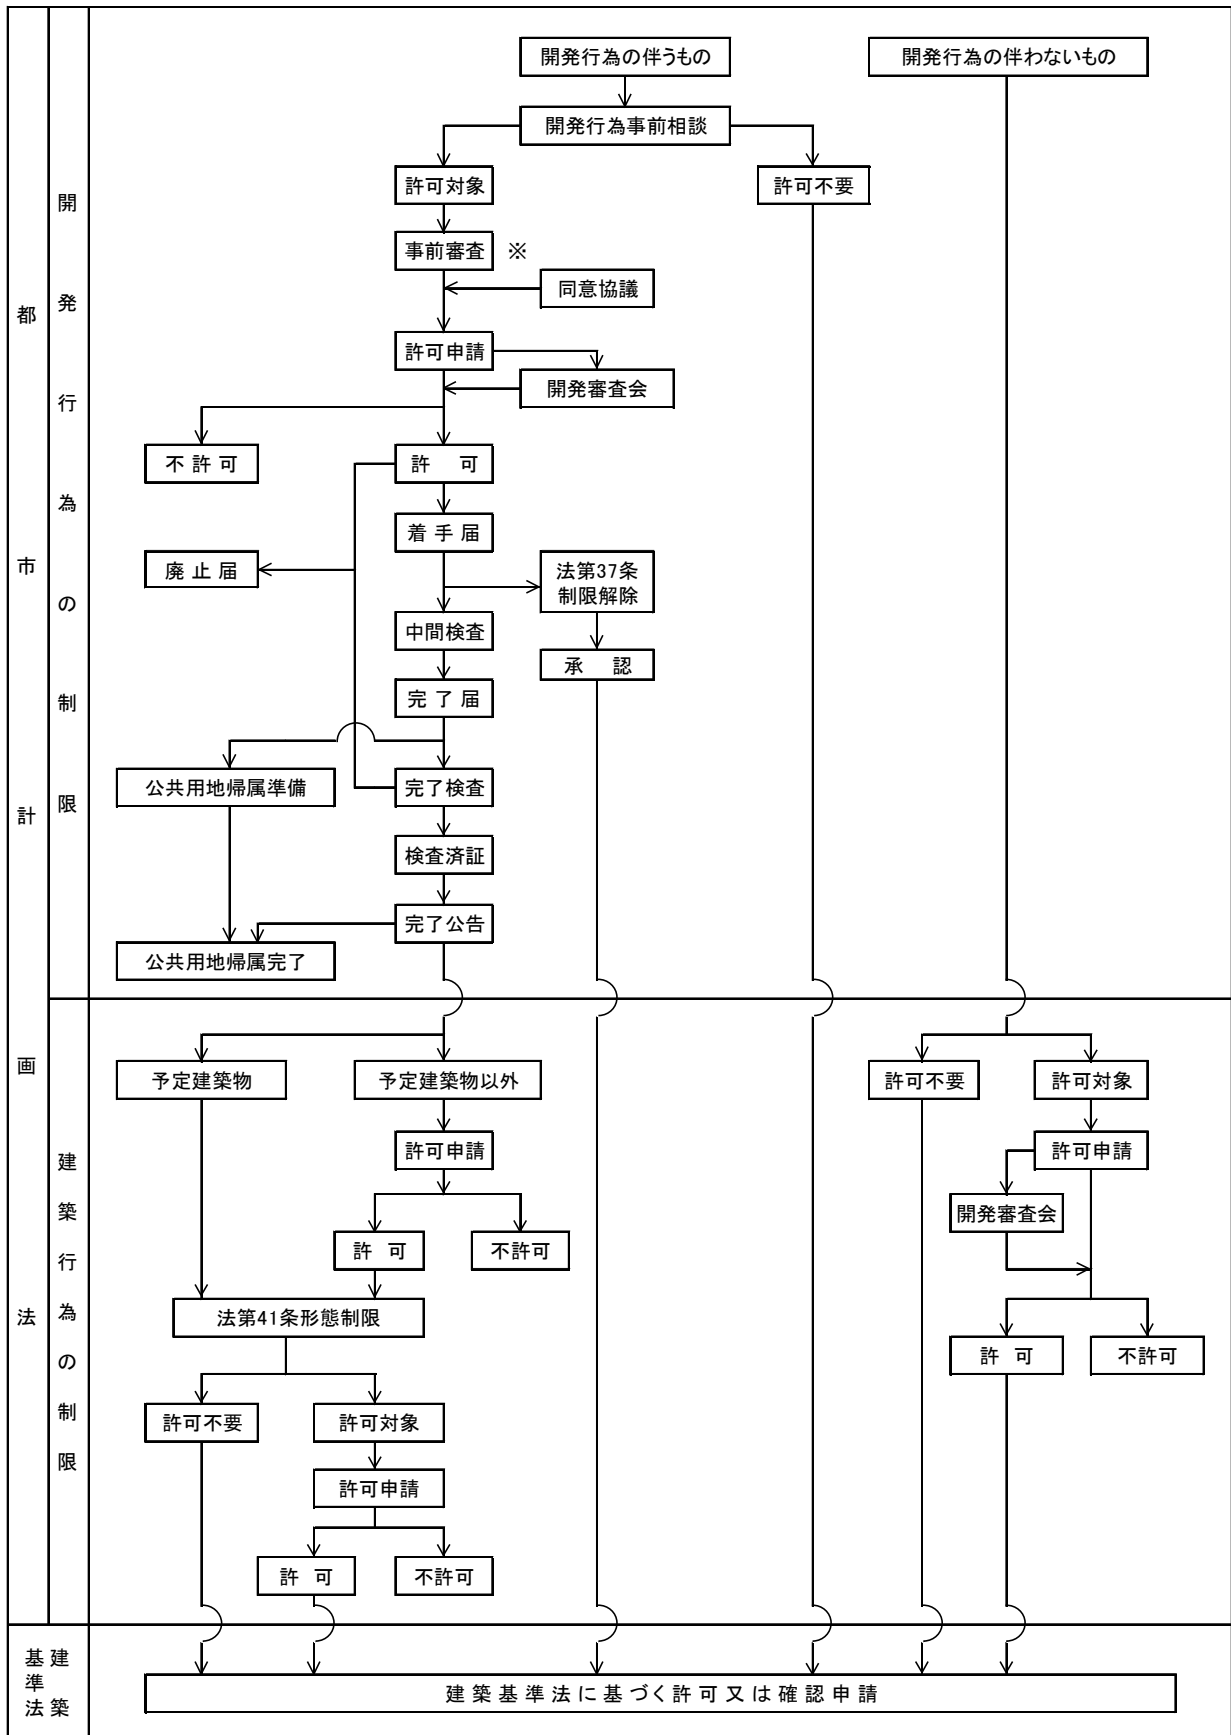 都市計画法
開発行為の制限
開発行為の伴うもの
開発行為の伴わないもの
開発行為事前相談
許可対象
許可不要
事前審査 ※
同意協議
許可申請
開発審査会
不許可
許 可
着手届
廃止届
法第37条
制限解除
中間検査
承 認
完了届
公共用地帰属準備
完了検査
検査済証
完了公告
公共用地帰属完了
建築行為の制限
予定建築物
予定建築物以外
許可不要
許可対象
許可申請
許可申請
開発審査会
許 可
不許可
法第41条形態制限
許 可
不許可
許可不要
許可対象
許可申請
許 可
不許可
建築基準法
建築基準法に基づく許可又は確認申請